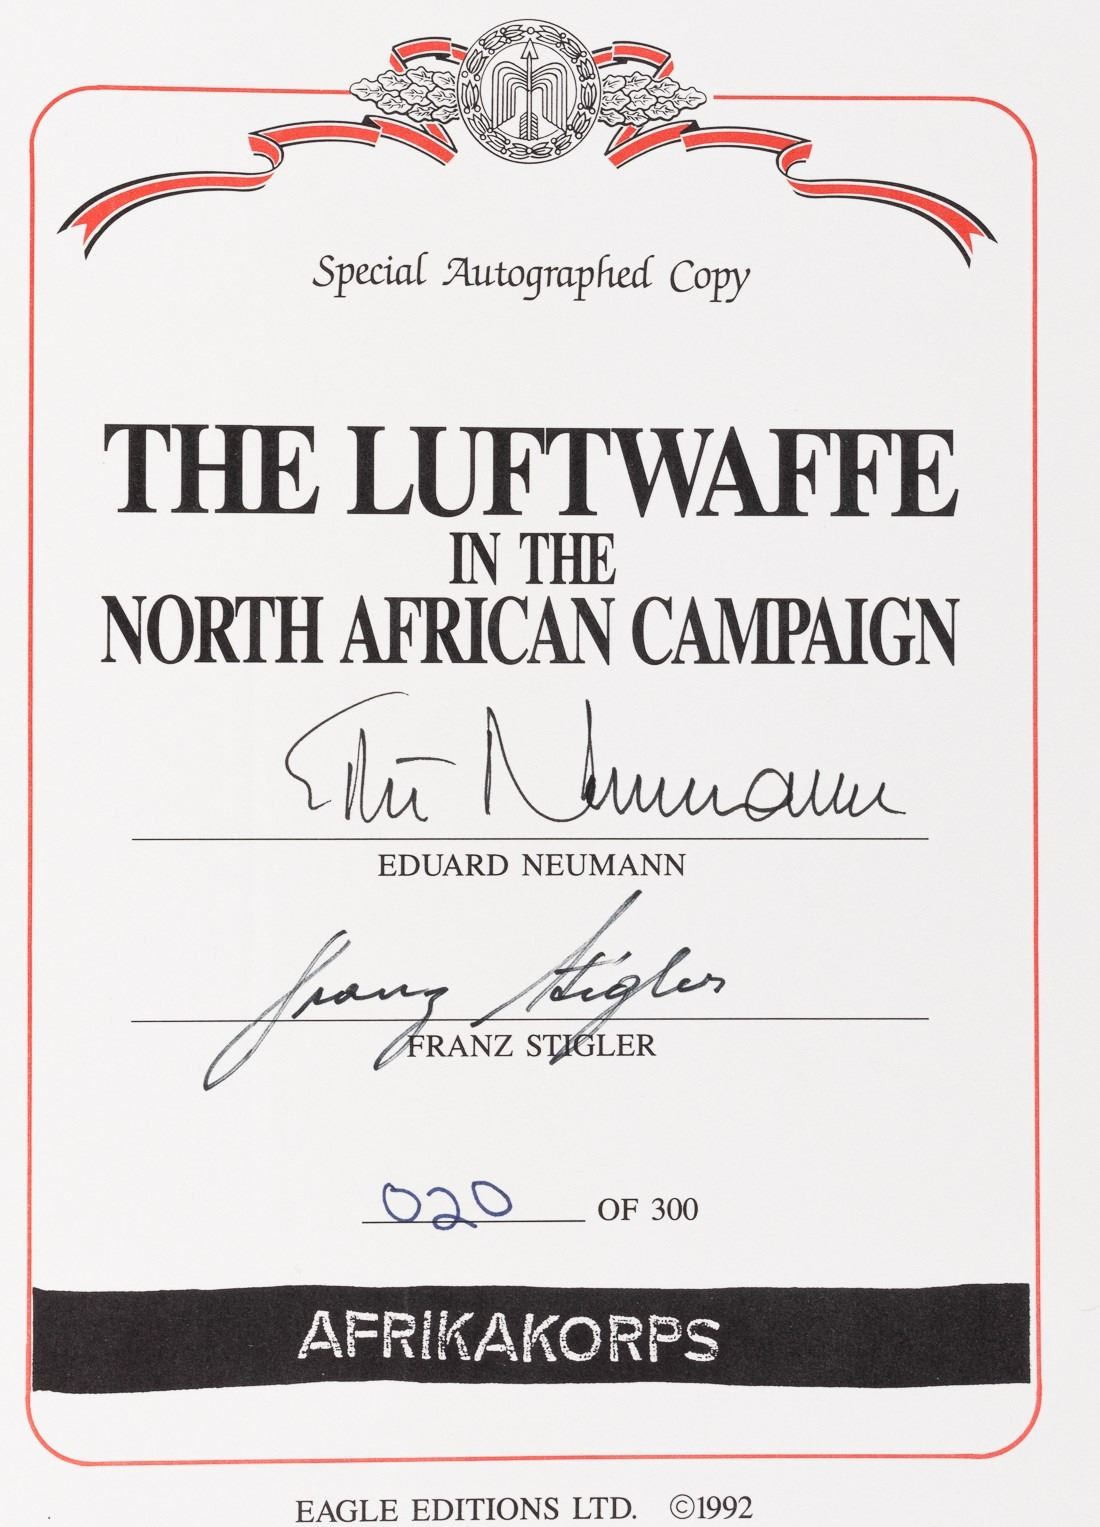 Special Autographed Copy
THE LUFTWAFFE
IN THE
NORTH AFRICAN CAMPAIGN
Neumann
EDUARD NEUMANN
Franz Stigler
FRANZ STIGLER
020 OF 300
AFRIKAKORPS
EAGLE EDITIONS LTD. ©1992